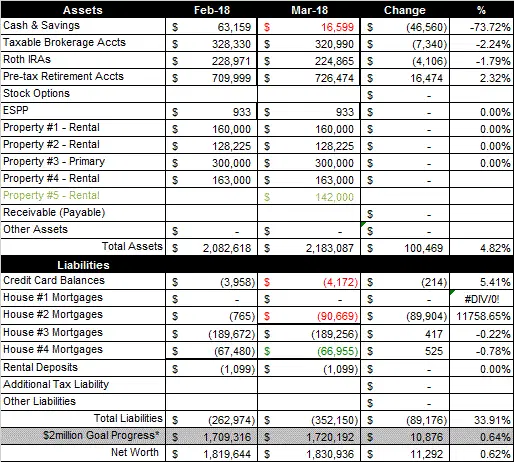 Assets Feb-18 Mar-18 Change %
Cash & Savings $ 63,159 $ 16,599 $ (46,560) -73.72%
Taxable Brokerage Accts $ 328,330 $ 320,990 $ (7,340) -2.24%
Roth IRAs $ 228,971 $ 224,865 $ (4,106) -1.79%
Pre-tax Retirement Accts $ 709,999 $ 726,474 $ 16,474 2.32%
Stock Options $ -
ESPP $ 933 $ 933 $ - 0.00%
Property #1 - Rental $ 160,000 $ 160,000 $ - 0.00%
Property #2 - Rental $ 128,225 $ 128,225 $ - 0.00%
Property #3 - Primary $ 300,000 $ 300,000 $ - 0.00%
Property #4 - Rental $ 163,000 $ 163,000 $ -
Property #5 - Rental $ 142,000
Receivable (Payable) $ -
Other Assets $ - $ - $ -
Total Assets $ 2,082,618 $ 2,183,087 $ 100,469 4.82%
Liabilities
Credit Card Balances $ (3,958) $ (4,172) $ (214) 5.41%
House #1 Mortgages $ - $ - $ - #DIV/0!
House #2 Mortgages $ (765) $ (90,669) $ (89,904) 11758.65%
House #3 Mortgages $ (189,672) $ (189,256) $ 417 -0.22%
House #4 Mortgages $ (67,480) $ (66,955) $ 525 -0.78%
Rental Deposits $ (1,099) $ (1,099) $ - 0.00%
Additional Tax Liability $ -
Other Liabilities $ -
Total Liabilities $ (262,974) $ (352,150) $ (89,176) 33.91%
$2million Goal Progress* $ 1,709,316 $ 1,720,192 $ 10,876 0.64%
Net Worth $ 1,819,644 $ 1,830,936 $ 11,292 0.62%